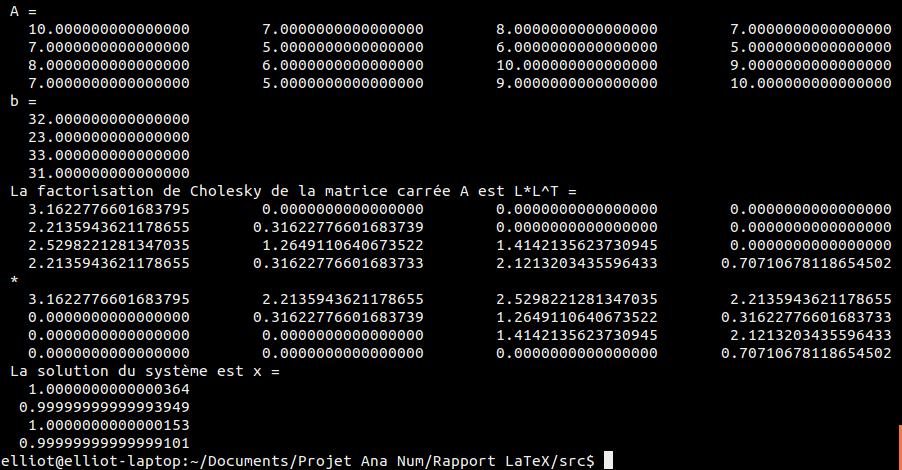 A =
10.000000000000000 7.0000000000000000 8.0000000000000000 7.0000000000000000
7.0000000000000000 5.0000000000000000 6.0000000000000000 5.0000000000000000
8.0000000000000000 6.0000000000000000 10.000000000000000 9.0000000000000000
7.0000000000000000 5.0000000000000000 9.0000000000000000 10.000000000000000
b =
32.000000000000000
23.000000000000000
33.000000000000000
31.000000000000000
La factorisation de Cholesky de la matrice carrée A est L*L^T =
3.1622776601683795 0.0000000000000000 0.0000000000000000 0.0000000000000000
2.2135943621178655 0.31622776601683739 0.0000000000000000 0.0000000000000000
2.5298221281347035 1.2649110640673522 1.4142135623730945 0.0000000000000000
2.2135943621178655 0.31622776601683733 2.1213203435596433 0.70710678118654502
*
3.1622776601683795 2.2135943621178655 2.5298221281347035 2.2135943621178655
0.0000000000000000 0.31622776601683739 1.2649110640673522 0.31622776601683733
0.0000000000000000 0.0000000000000000 1.4142135623730945 2.1213203435596433
0.0000000000000000 0.0000000000000000 0.0000000000000000 0.70710678118654502
La solution du système est x =
1.0000000000000364
0.99999999999993949
1.0000000000000153
0.99999999999999101
elliot@elliot-laptop:~/Documents/Projet Ana Num/Rapport LaTeX/src$